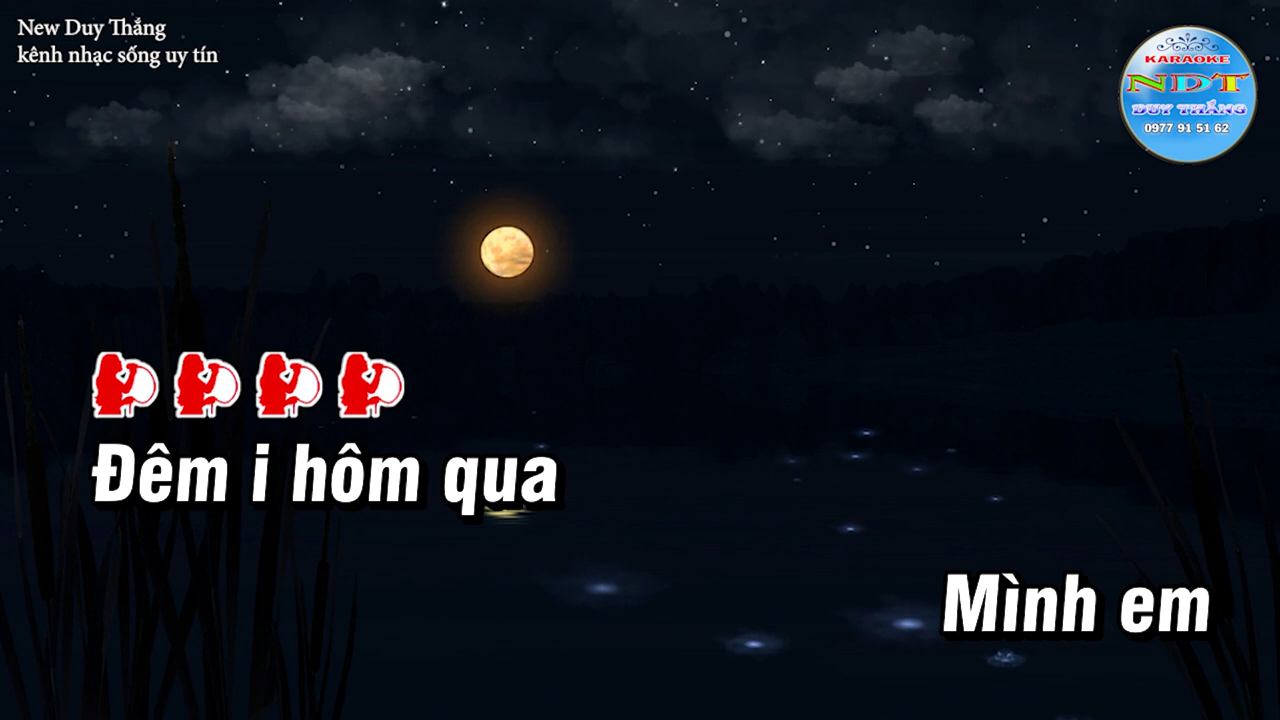 New Duy Thắng
kênh nhạc sống uy tín
KARAOKE
NDT
DUY THẮNG
0977 91 51 62
Đêm i hôm qua
Mình em